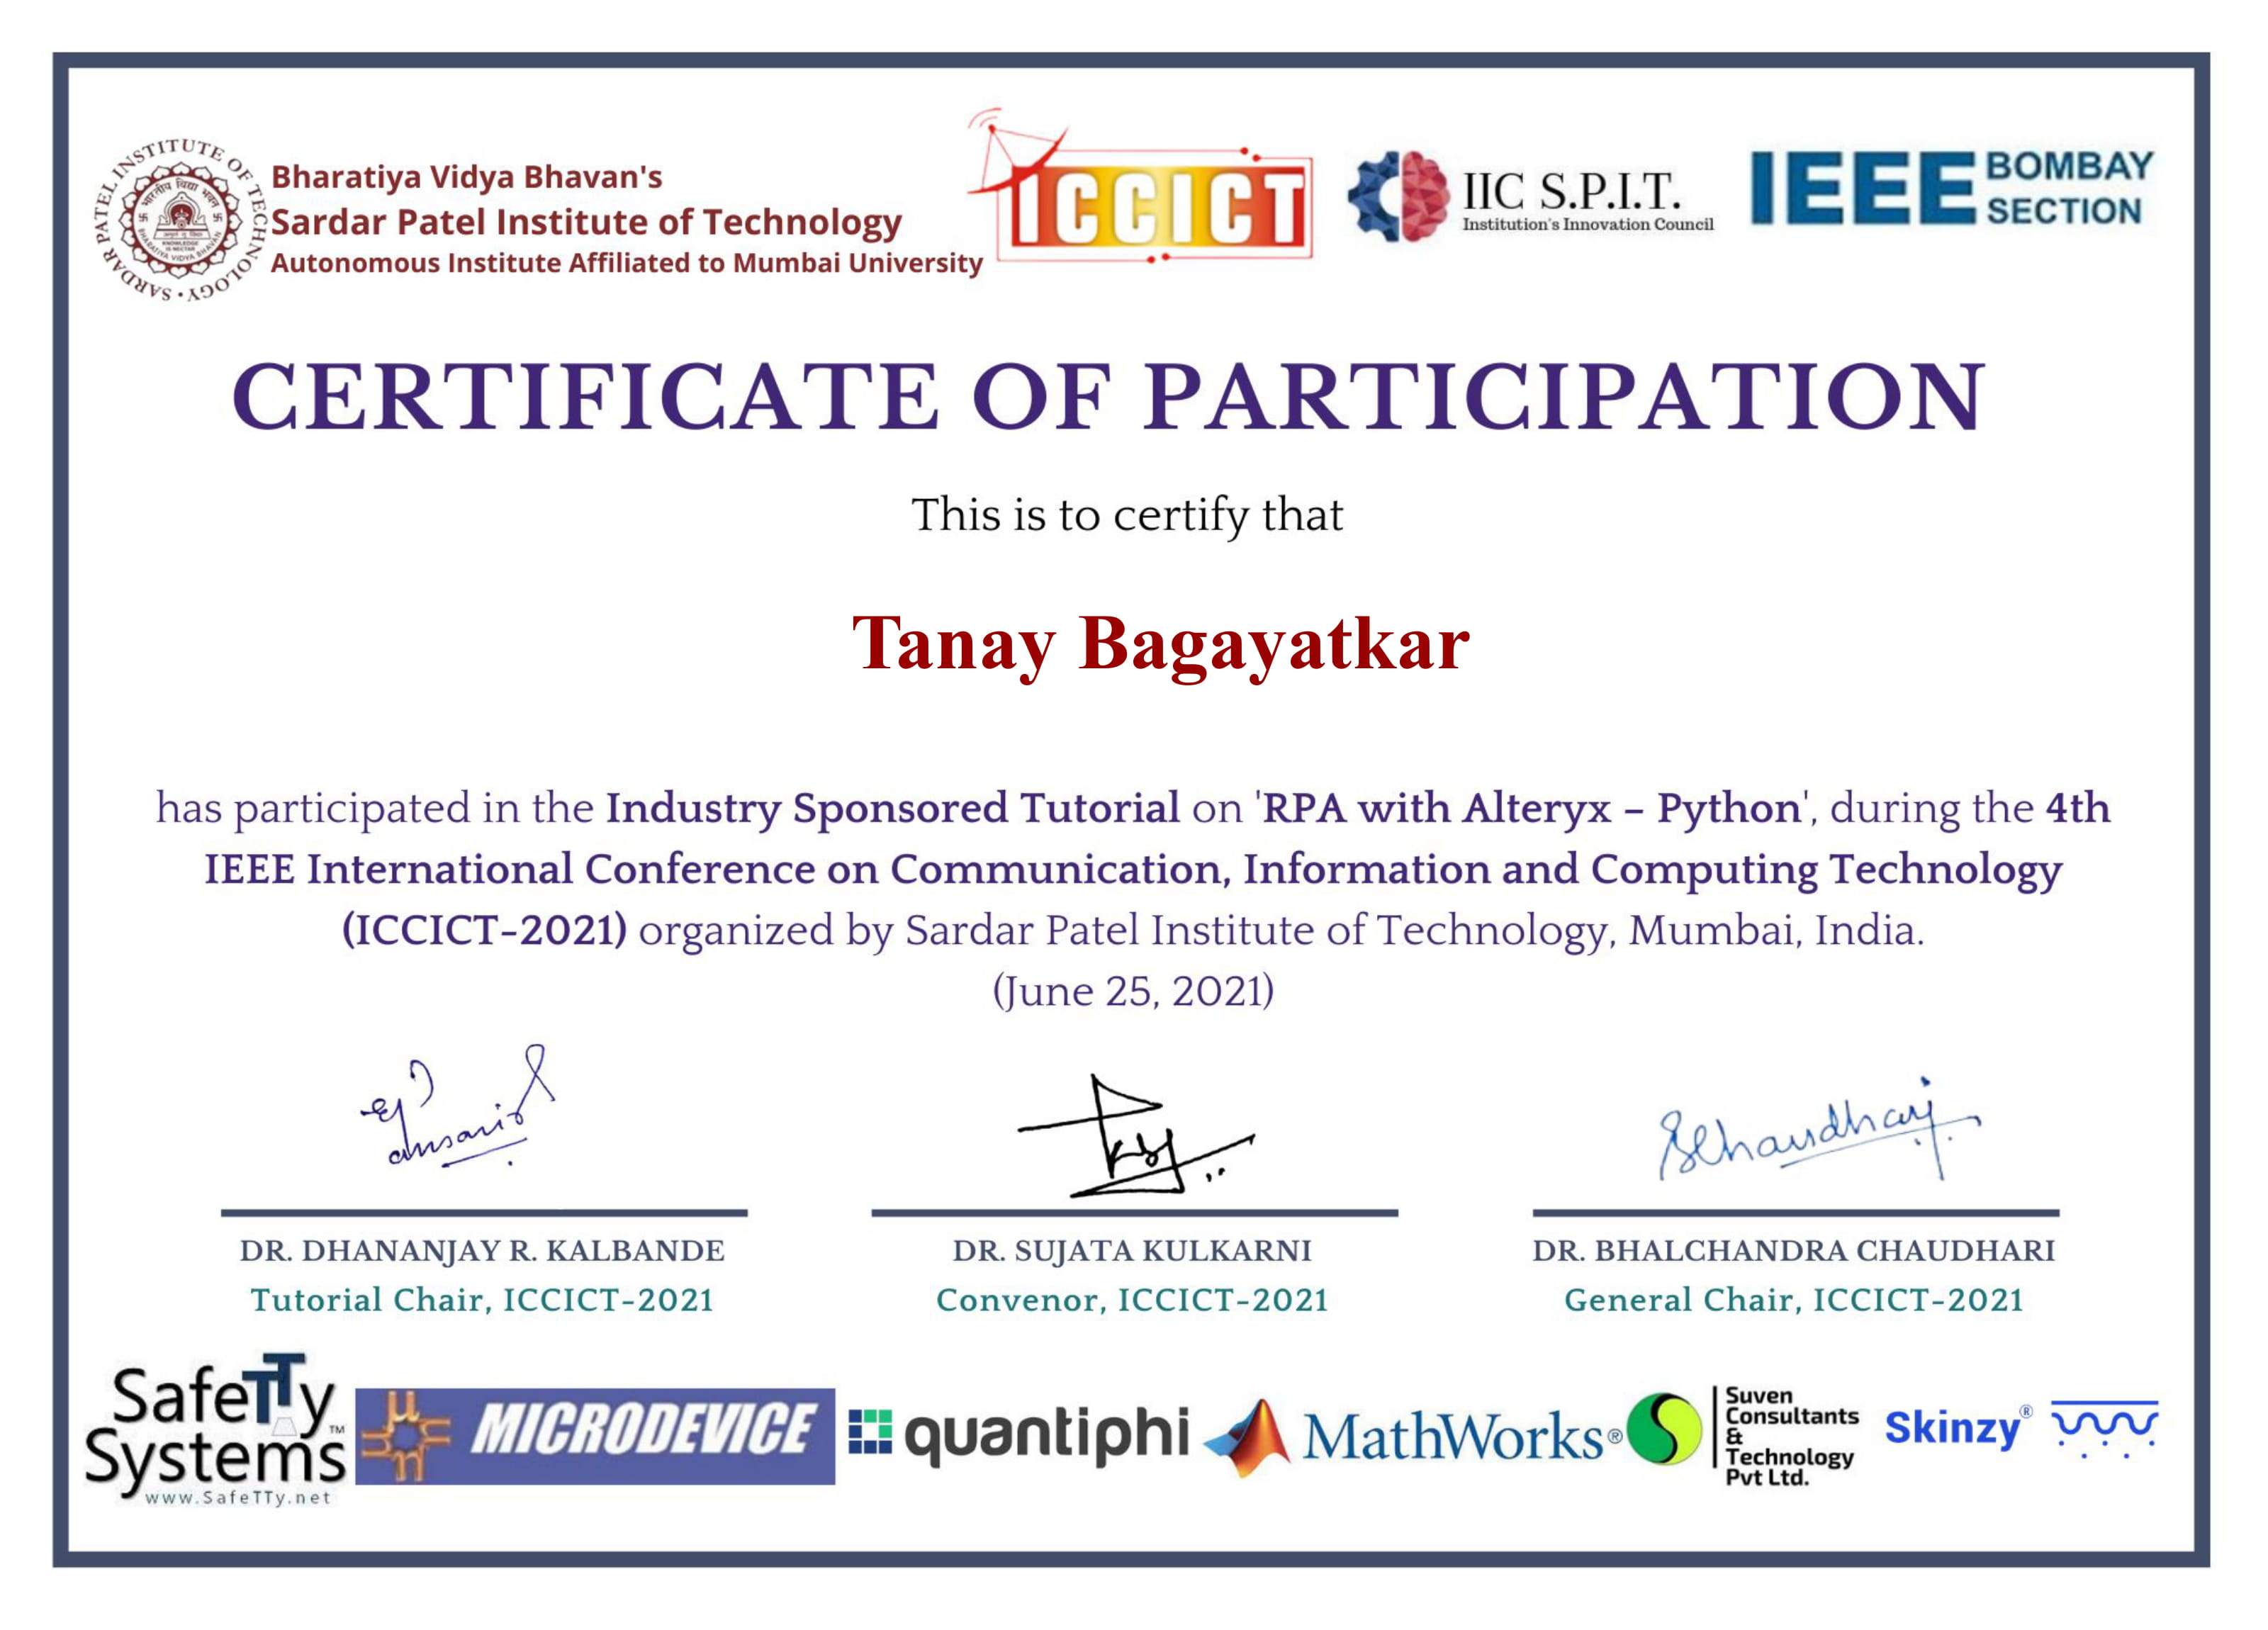 SARDAR PATEL INSTITUTE OF TECHNOLOGY
Bharatiya Vidya Bhavan's
Sardar Patel Institute of Technology
Autonomous Institute Affiliated to Mumbai University
ICCICT
IIC S.P.I.T.
Institution's Innovation Council
IEEE BOMBAY
SECTION
CERTIFICATE OF PARTICIPATION
This is to certify that
Tanay Bagayatkar
has participated in the Industry Sponsored Tutorial on 'RPA with Alteryx – Python', during the 4th
IEEE International Conference on Communication, Information and Computing Technology
(ICCICT-2021) organized by Sardar Patel Institute of Technology, Mumbai, India.
(June 25, 2021)
DR. DHANANJAY R. KALBANDE
Tutorial Chair, ICCICT-2021
DR. SUJATA KULKARNI
Convenor, ICCICT-2021
DR. BHALCHANDRA CHAUDHARI
General Chair, ICCICT-2021
SafeTTy
Systems™
www.SafeTTy.net
MICRODEVICE
quantiphi
MathWorks®
Suven
Consultants
&
Technology
Pvt Ltd.
Skinzy®